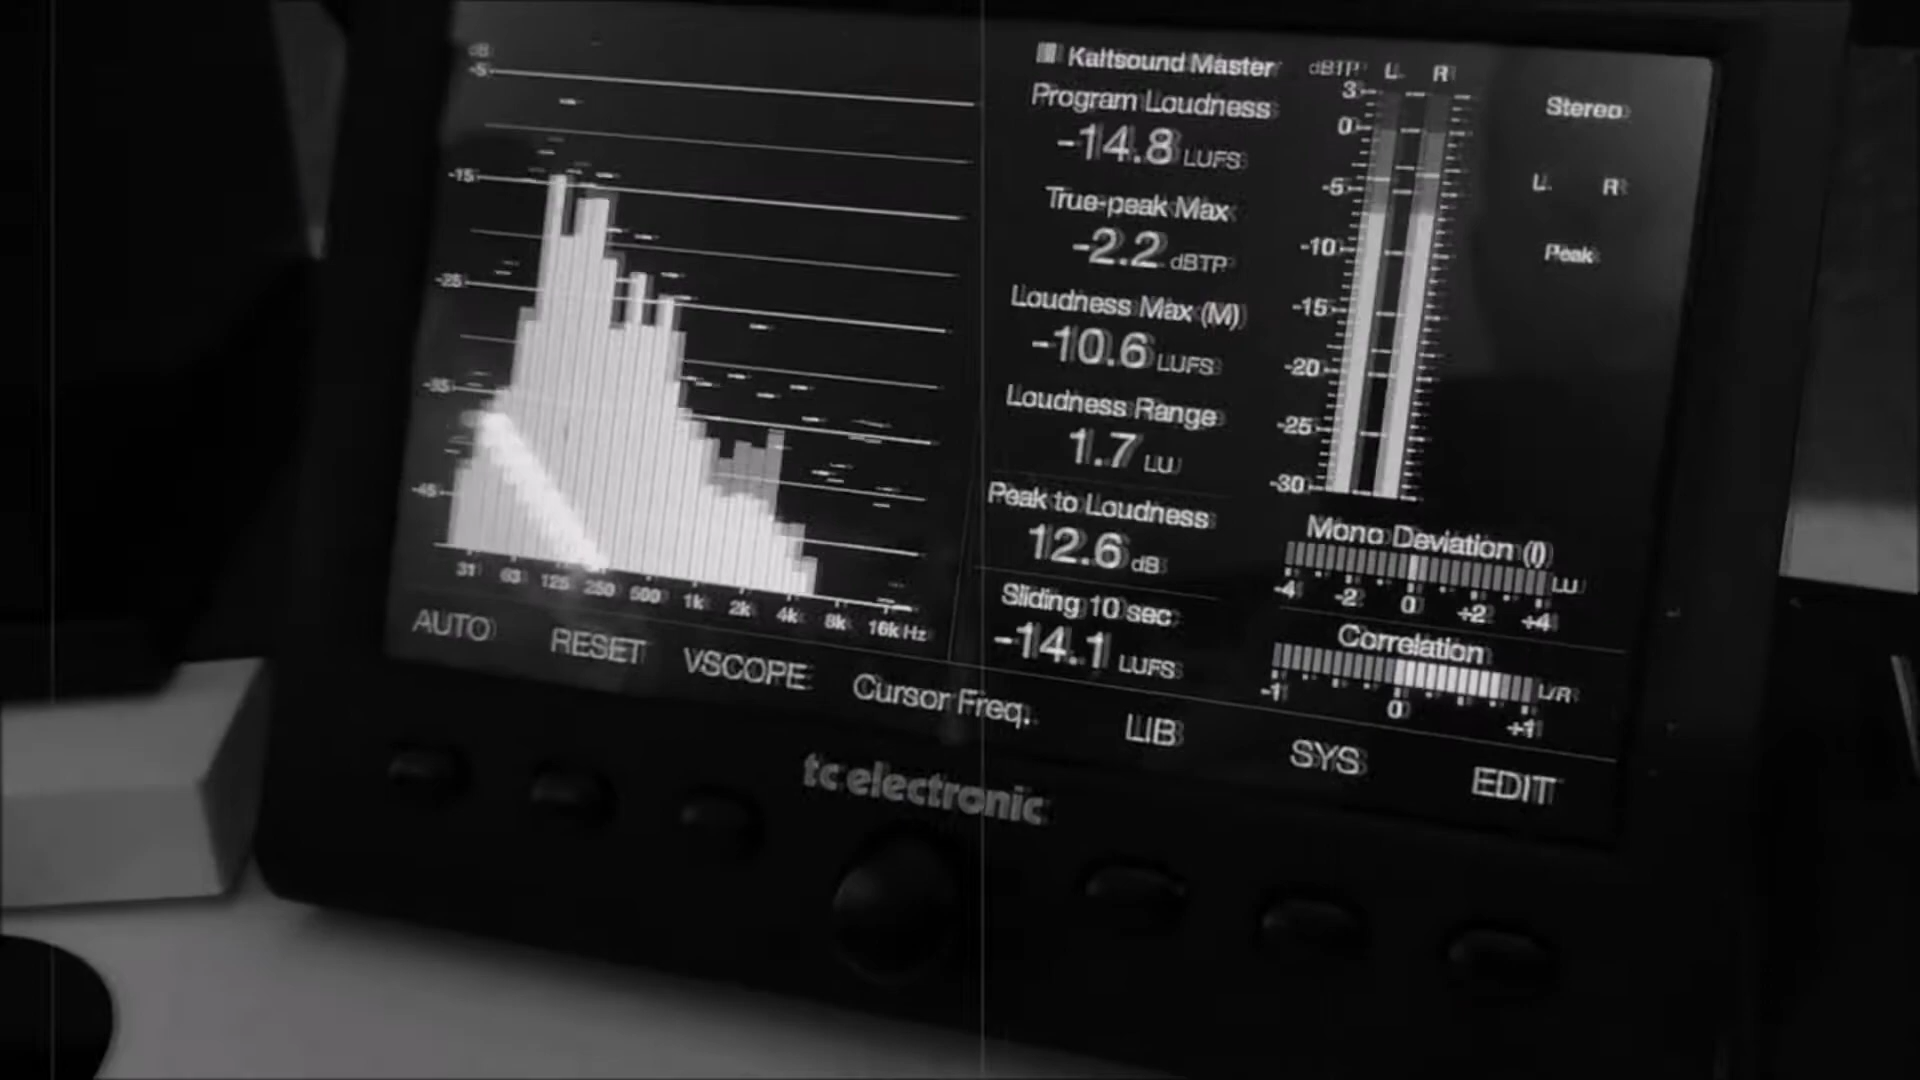 dB
-5
-15
-25
-35
-45
31 63 125 250 500 1k 2k 4k 8k 16k Hz
Kaltsound Master
Program Loudness
-14.8 LUFS
True-peak Max
-2.2 dBTP
Loudness Max (M)
-10.6 LUFS
Loudness Range
1.7 LU
Peak to Loudness
12.6 dB
Sliding 10 sec
-14.1 LUFS
dBTP L R
3
0
-5
-10
-15
-20
-25
-30
Stereo
L R
Peak
Mono Deviation (I)
LU
-4 -2 0 +2 +4
Correlation
L/R
-1 0 +1
AUTO RESET VSCOPE Cursor Freq. LIB SYS EDIT
tc electronic